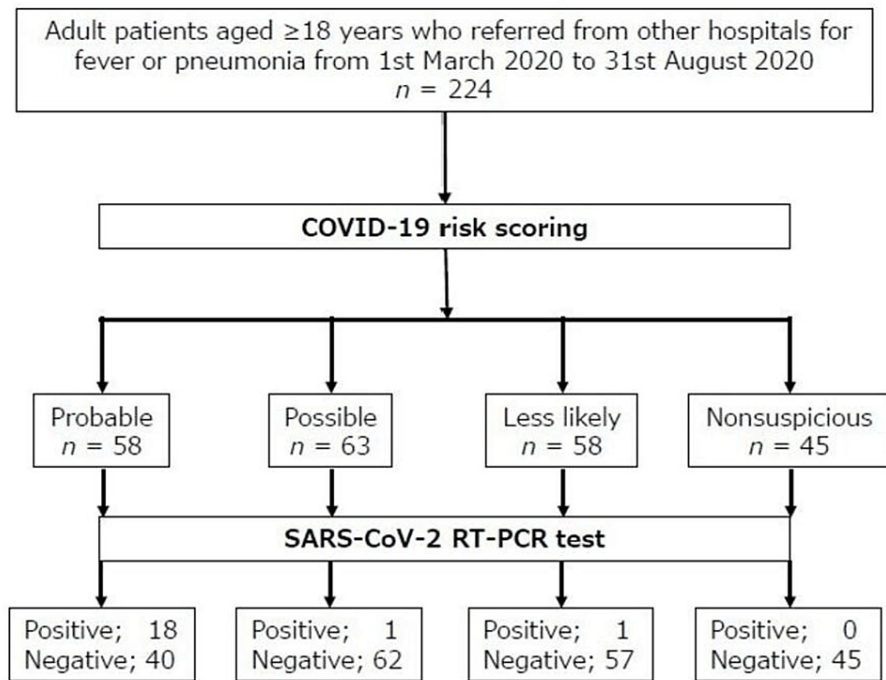 Adult patients aged ≥18 years who referred from other hospitals for
fever or pneumonia from 1st March 2020 to 31st August 2020
n = 224
COVID-19 risk scoring
Probable
n = 58
Possible
n = 63
Less likely
n = 58
Nonsuspicious
n = 45
SARS-CoV-2 RT-PCR test
Positive; 18
Negative; 40
Positive; 1
Negative; 62
Positive; 1
Negative; 57
Positive; 0
Negative; 45